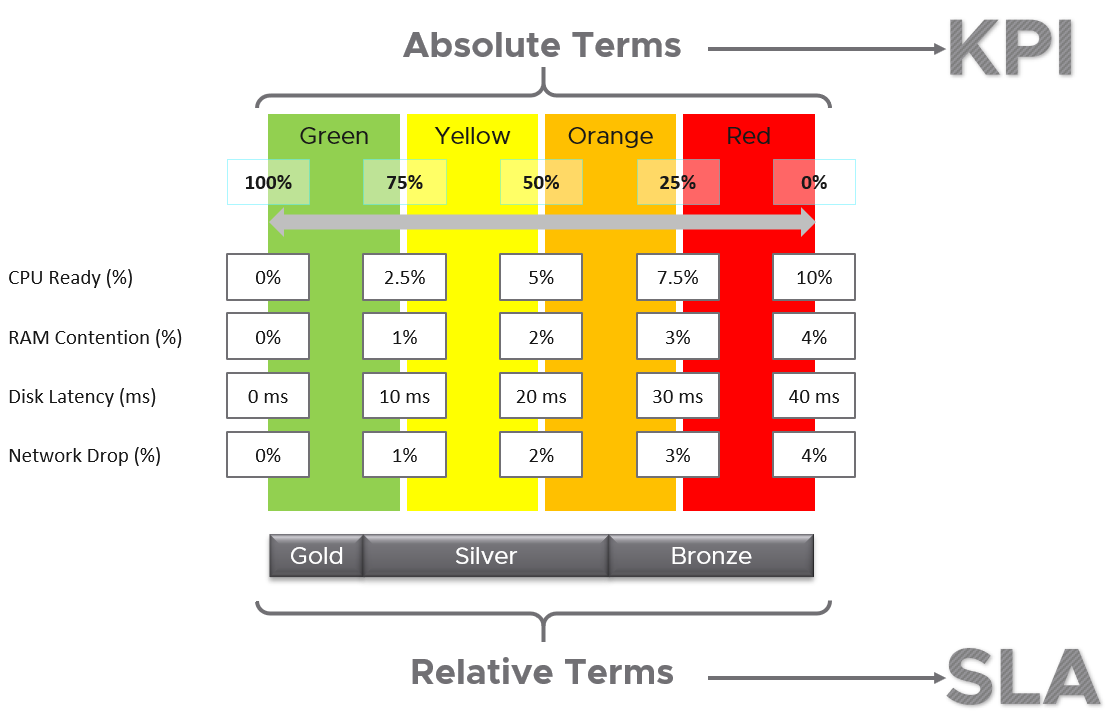 Absolute Terms
KPI
Green Yellow Orange Red
100% 75% 50% 25% 0%
CPU Ready (%) 0% 2.5% 5% 7.5% 10%
RAM Contention (%) 0% 1% 2% 3% 4%
Disk Latency (ms) 0 ms 10 ms 20 ms 30 ms 40 ms
Network Drop (%) 0% 1% 2% 3% 4%
Gold Silver Bronze
Relative Terms
SLA